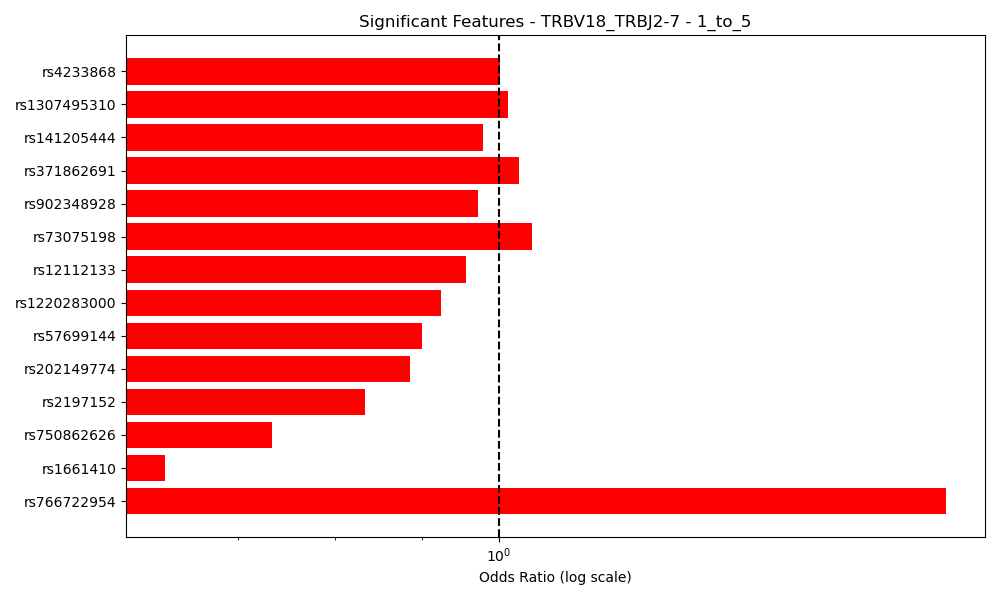 Significant Features - TRBV18_TRBJ2-7 - 1_to_5
rs4233868
rs1307495310
rs141205444
rs371862691
rs902348928
rs73075198
rs12112133
rs1220283000
rs57699144
rs202149774
rs2197152
rs750862626
rs1661410
rs766722954
10⁰
Odds Ratio (log scale)